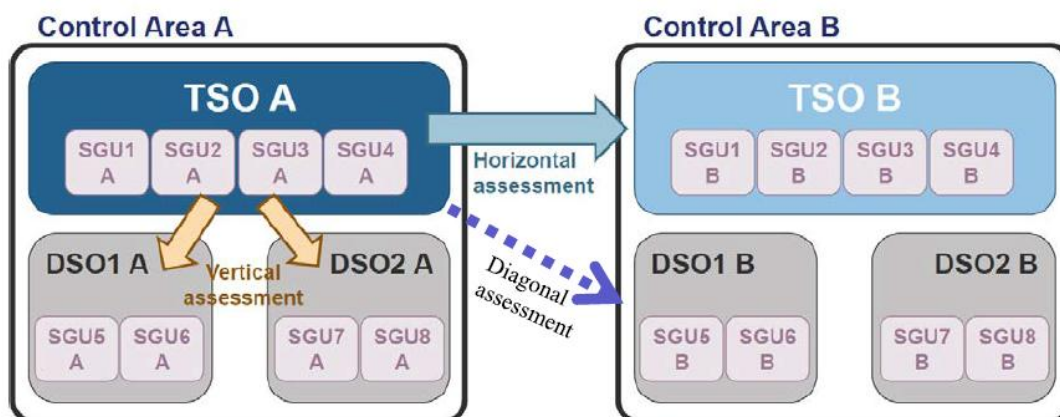 Control Area A
Control Area B
TSO A
TSO B
SGU1 SGU2 SGU3 SGU4
A A A A
Horizontal
assessment
SGU1 SGU2 SGU3 SGU4
B B B B
DSO1 A
Vertical
assessment
DSO2 A
Diagonal
assessment
DSO1 B
DSO2 B
SGU5 SGU6
A A
SGU7 SGU8
A A
SGU5 SGU6
B B
SGU7 SGU8
B B